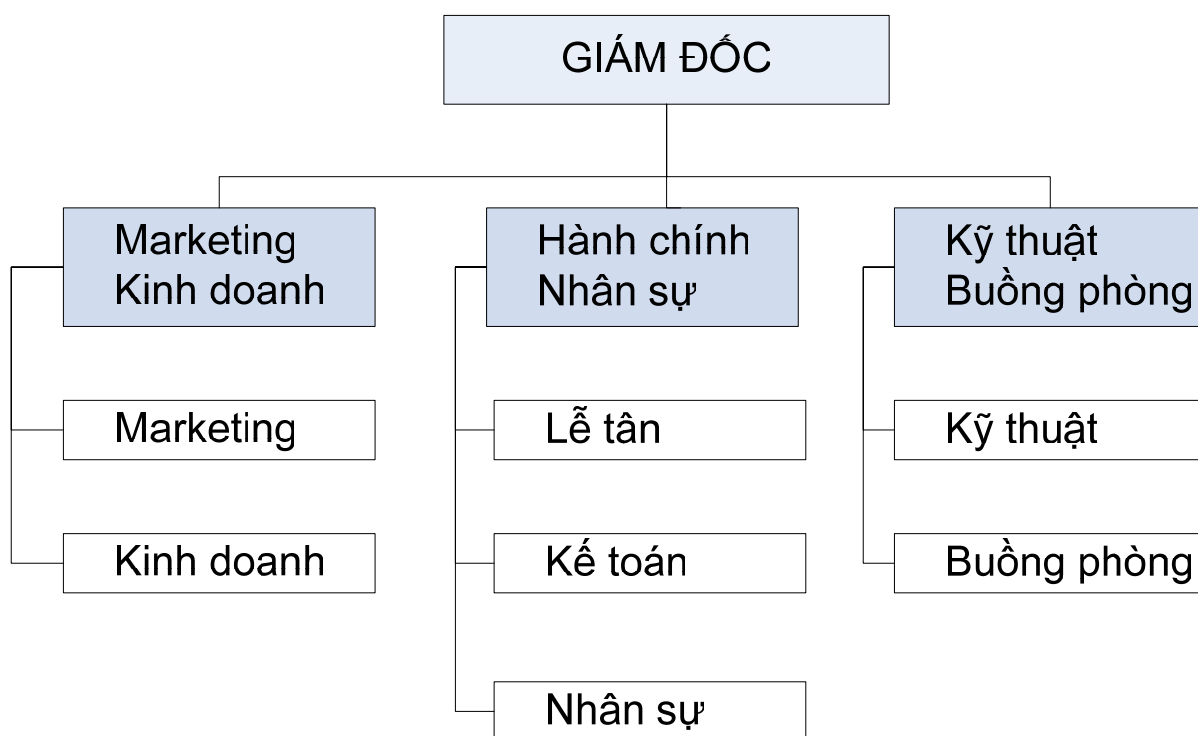 GIÁM ĐỐC
Marketing
Kinh doanh
Hành chính
Nhân sự
Kỹ thuật
Buồng phòng
Marketing
Lễ tân
Kỹ thuật
Kinh doanh
Kế toán
Buồng phòng
Nhân sự